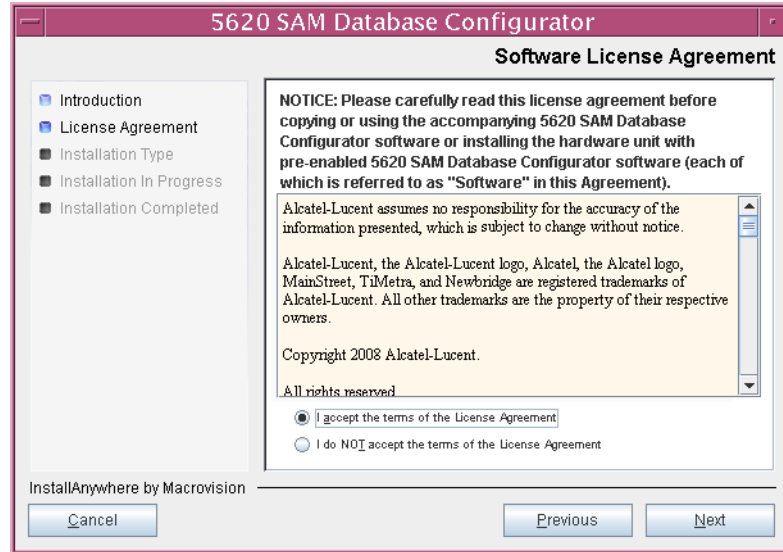 5620 SAM Database Configurator
Software License Agreement
Introduction
License Agreement
Installation Type
Installation In Progress
Installation Completed
NOTICE: Please carefully read this license agreement before
copying or using the accompanying 5620 SAM Database
Configurator software or installing the hardware unit with
pre-enabled 5620 SAM Database Configurator software (each of
which is referred to as "Software" in this Agreement).
Alcatel-Lucent assumes no responsibility for the accuracy of the
information presented, which is subject to change without notice.
Alcatel-Lucent, the Alcatel-Lucent logo, Alcatel, the Alcatel logo,
MainStreet, TiMetra, and Newbridge are registered trademarks of
Alcatel-Lucent. All other trademarks are the property of their respective
owners.
Copyright 2008 Alcatel-Lucent.
All rights reserved
I accept the terms of the License Agreement
I do NOT accept the terms of the License Agreement
InstallAnywhere by Macrovision
Cancel
Previous
Next